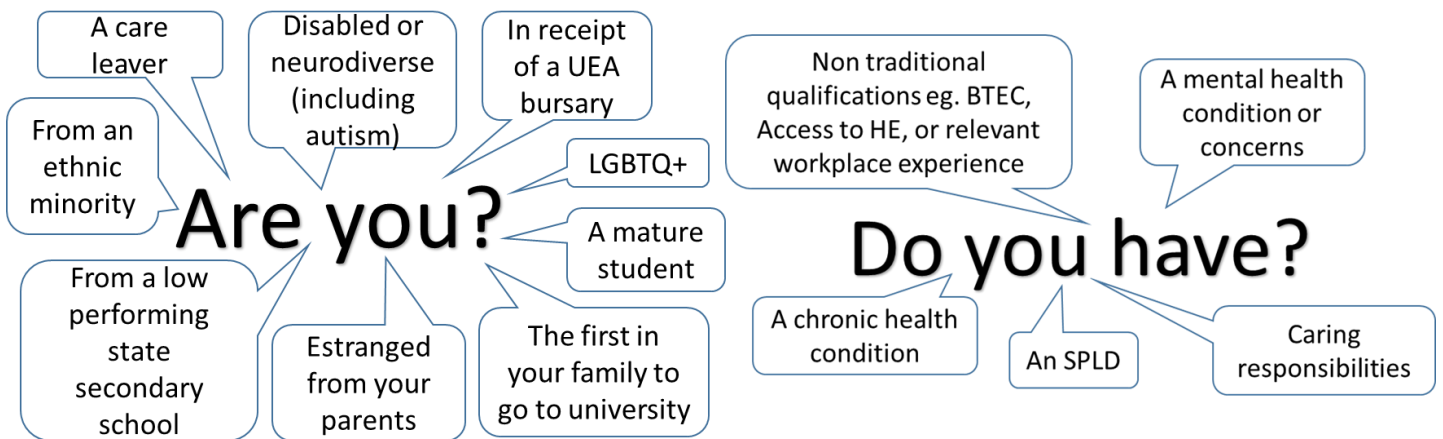 A care
leaver
Disabled or
neurodiverse
(including
autism)
In receipt
of a UEA
bursary
From an
ethnic
minority
LGBTQ+
Are you?
A mature
student
From a low
performing
state
secondary
school
Estranged
from your
parents
The first in
your family to
go to university
Non traditional
qualifications eg. BTEC,
Access to HE, or relevant
workplace experience
A mental health
condition or
concerns
Do you have?
A chronic health
condition
An SPLD
Caring
responsibilities